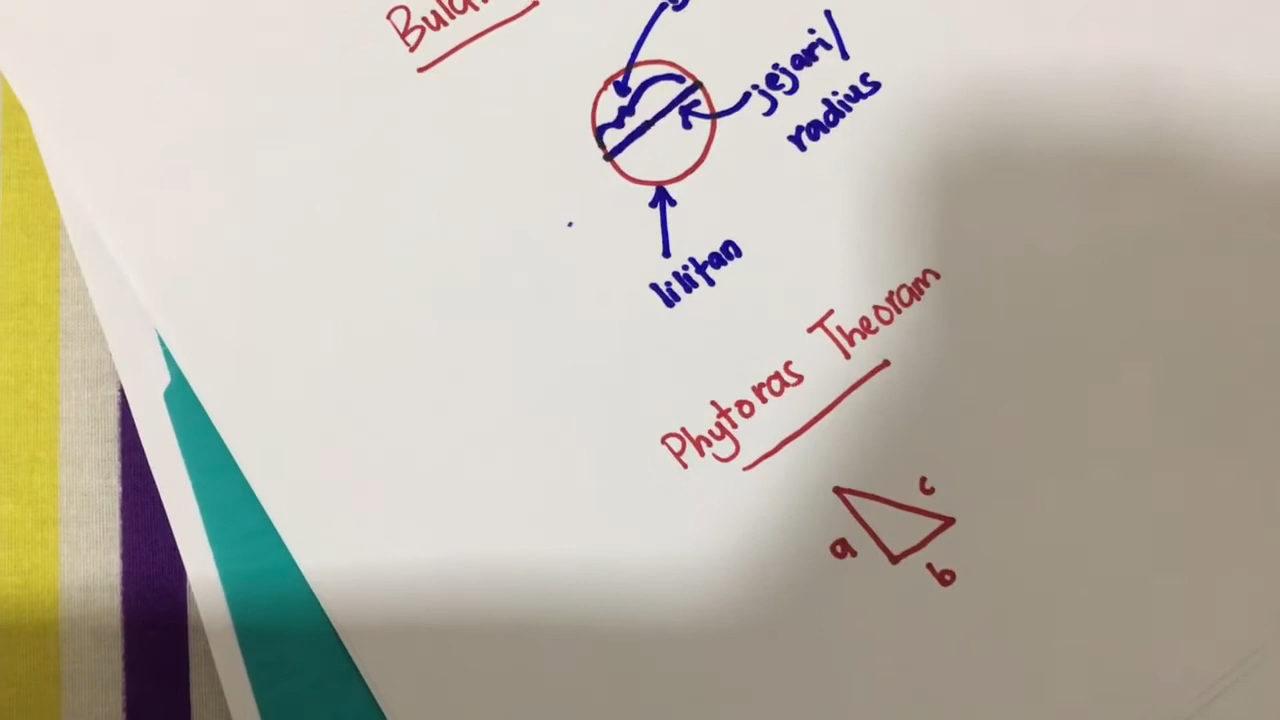 jejari/
radius
lilitan
Phytoras Theoram
c
a
b